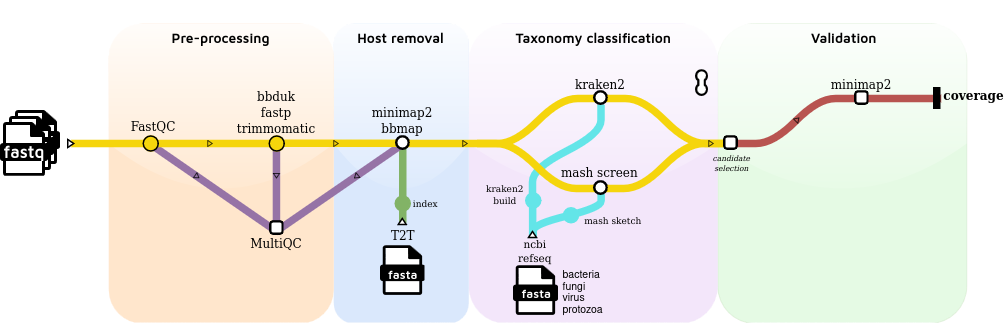 Pre-processing
Host removal
Taxonomy classification
Validation
fastq
FastQC
bbduk
fastp
trimmomatic
MultiQC
minimap2
bbmap
index
T2T
fasta
kraken2
mash screen
kraken2
build
mash sketch
ncbi
refseq
fasta
bacteria
fungi
virus
protozoa
candidate
selection
minimap2
coverage